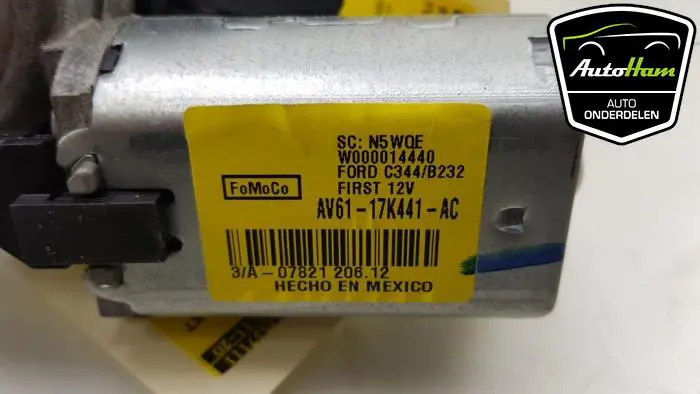 AutoHam
AUTO
ONDERDELEN
SC: N5WQE
W000014440
FORD C344/B232
FIRST 12V
FoMoCo
AV61-17K441-AC
3/A-07821 206.12
HECHO EN MEXICO